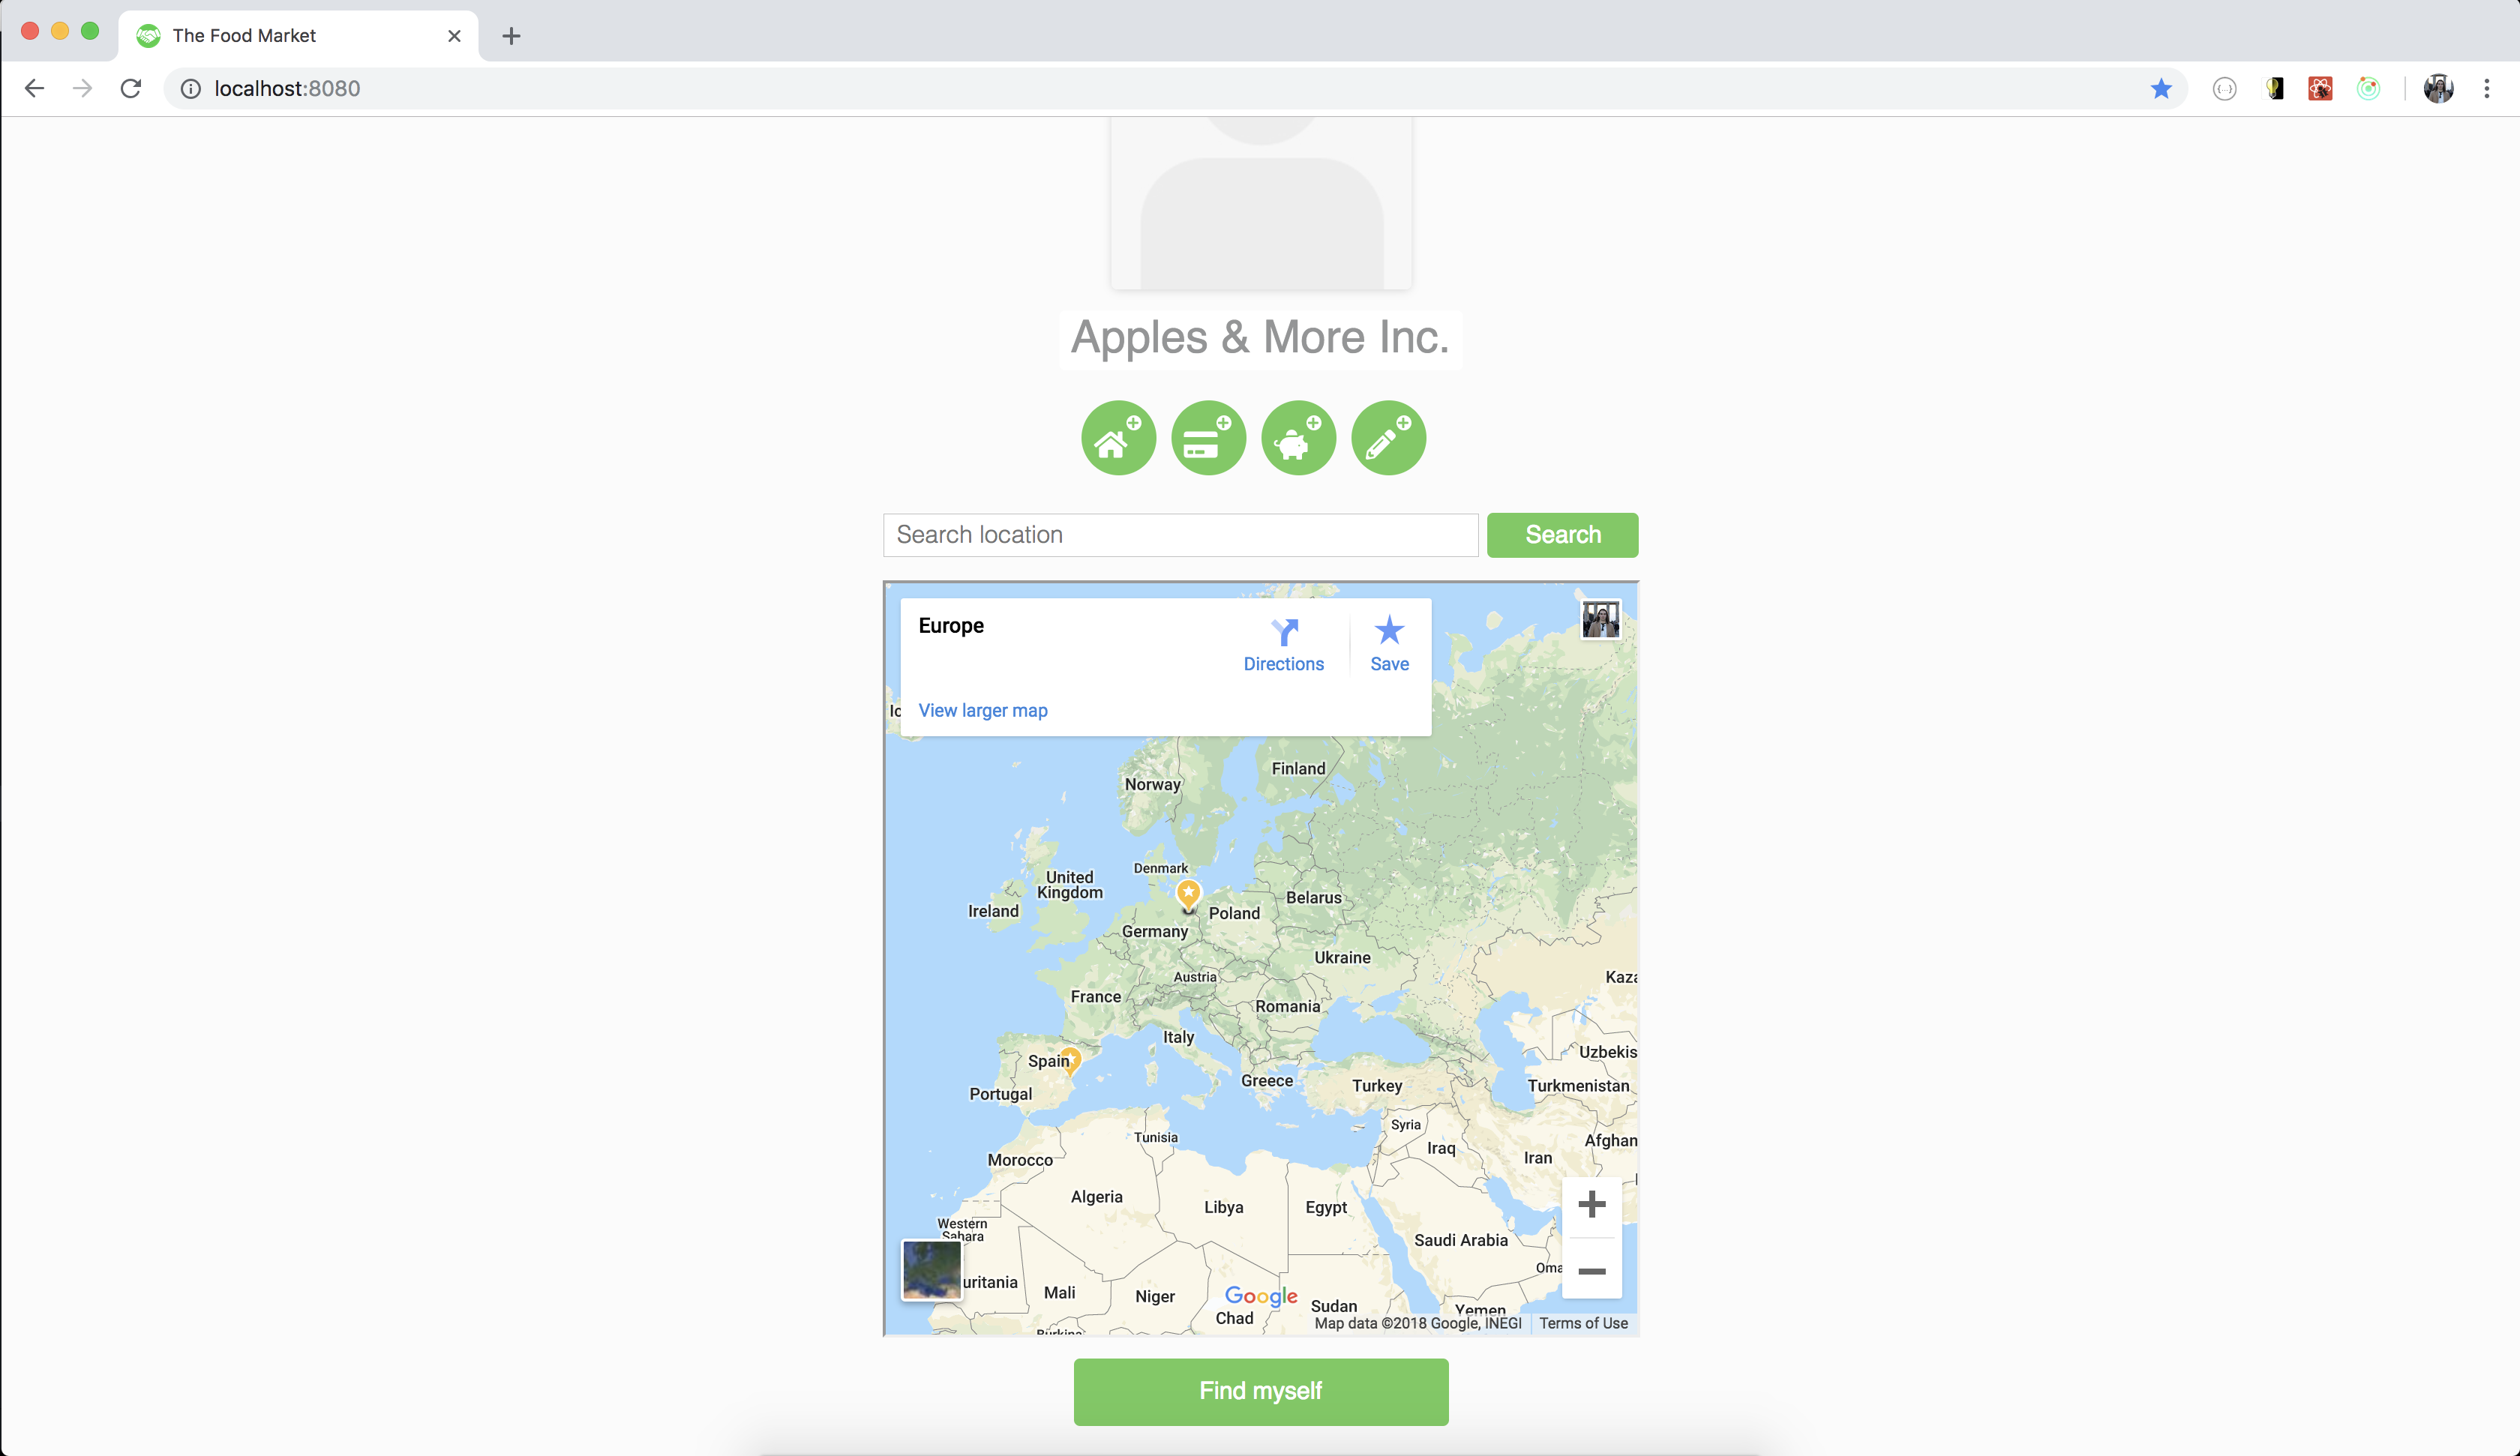 The Food Market
localhost:8080
Apples & More Inc.
Search location
Search
Europe
Directions
Save
View larger map
Finland
Norway
Denmark
United
Kingdom
Belarus
Ireland
Poland
Germany
Ukraine
Austria
Kaza
France
Romania
Italy
Uzbekis
Spain
Greece
Turkey
Turkmenistan
Portugal
Syria
Tunisia
Afghan
Iraq
Iran
Morocco
Algeria
Libya
Egypt
Western
Sahara
Saudi Arabia
Oma
uritania
Mali
Niger
Google
Sudan
Yemen
Chad
Map data ©2018 Google, INEGI
Terms of Use
Burkina
Find myself